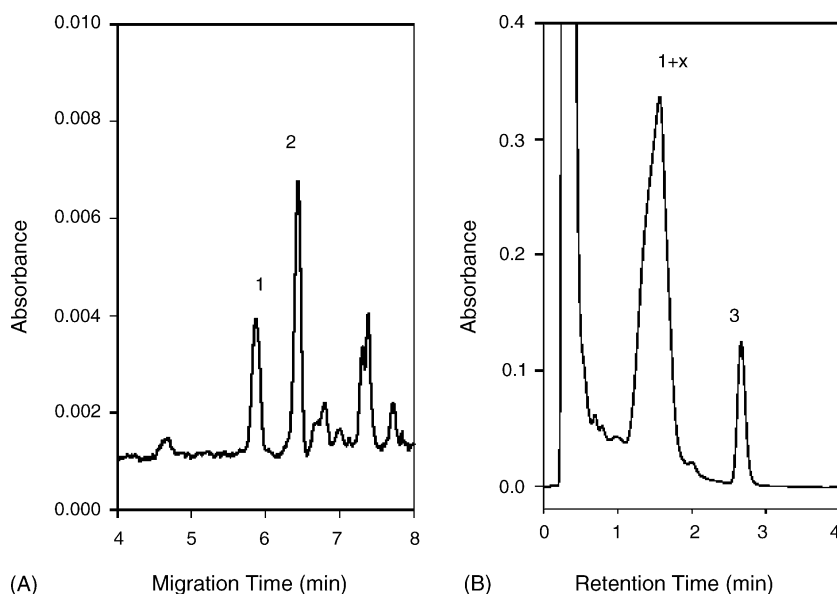 0.010
0.008
0.006
0.004
0.002
0.000
Absorbance
1
2
4 5 6 7 8
(A) Migration Time (min)
0.4
0.3
0.2
0.1
0.0
Absorbance
1+x
3
0 1 2 3 4
(B) Retention Time (min)